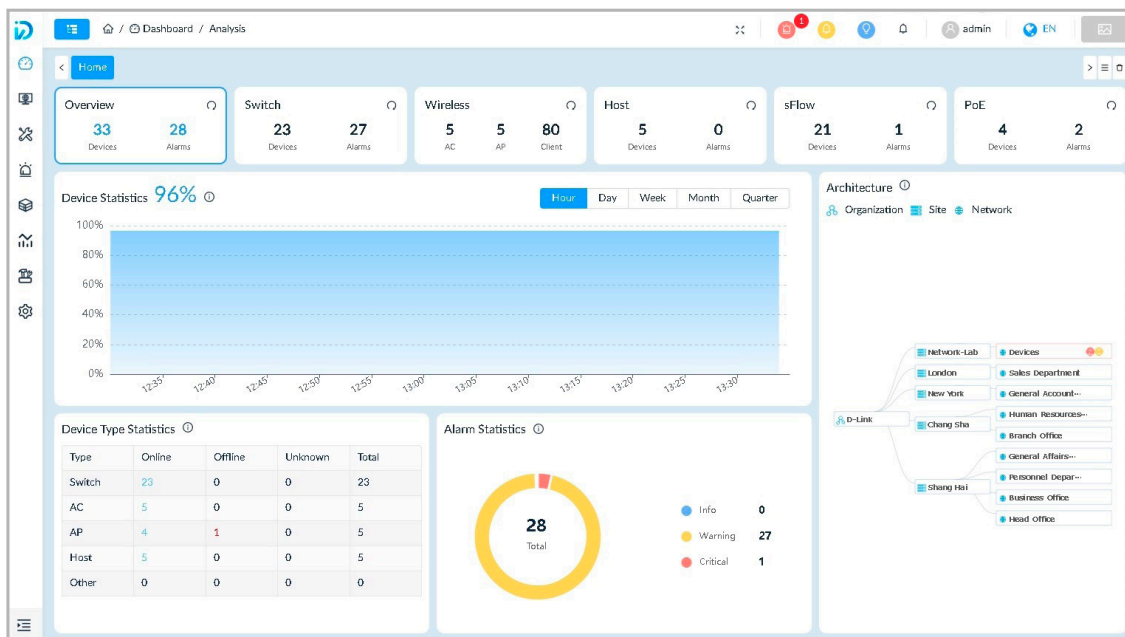 / Dashboard / Analysis
1
admin
EN
< Home
Overview
33 28
Devices Alarms
Switch
23 27
Devices Alarms
Wireless
5 5 80
AC AP Client
Host
5 0
Devices Alarms
sFlow
21 1
Devices Alarms
PoE
4 2
Devices Alarms
Device Statistics 96%
Hour Day Week Month Quarter
100%
80%
60%
40%
20%
0%
12:35' 12:40' 12:45' 12:50' 12:55' 13:00' 13:05' 13:10' 13:15' 13:20' 13:25' 13:30'
Architecture
Organization Site Network
D-Link
Network-Lab Devices
London Sales Department
New York General Account···
Chang Sha
Human Resources···
Branch Office
Shang Hai
General Affairs···
Personnel Depar···
Business Office
Head Office
Device Type Statistics
Type Online Offline Unknown Total
Switch 23 0 0 23
AC 5 0 0 5
AP 4 1 0 5
Host 5 0 0 5
Other 0 0 0 0
Alarm Statistics
28
Total
Info 0
Warning 27
Critical 1